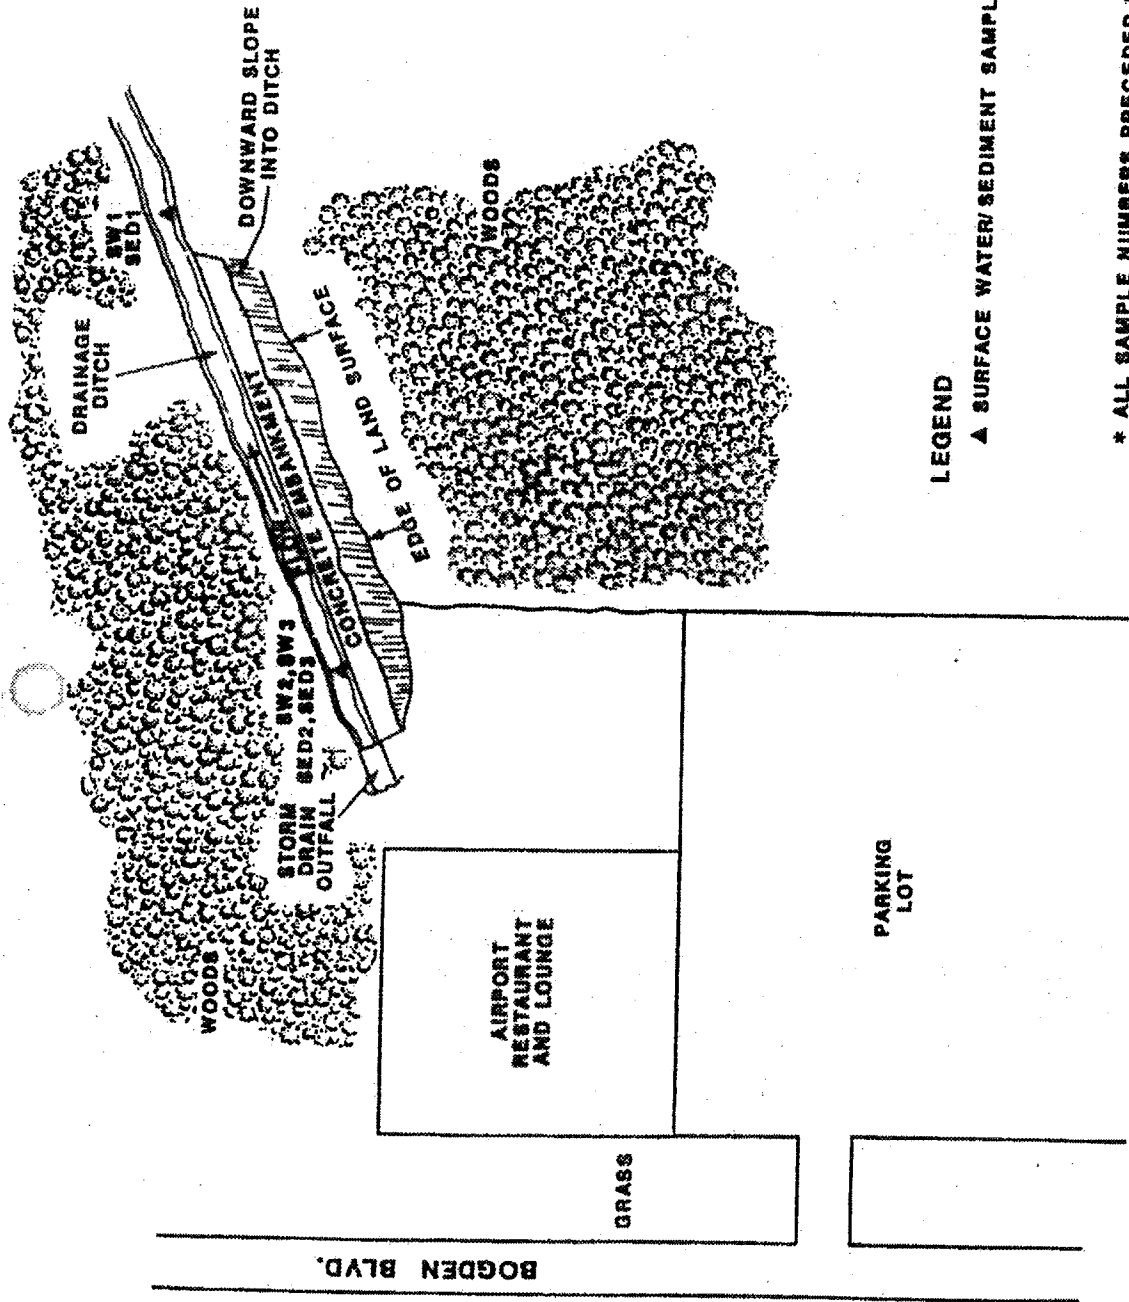 DOWNWARD SLOPE
INTO DITCH
SW1
SED1
DRAINAGE
DITCH
WOODS
CONCRETE EMBANKMENT
EDGE OF LAND SURFACE
SW2, SW3
SED2, SED3
STORM
DRAIN
OUTFALL
WOODS
AIRPORT
RESTAURANT
AND LOUNGE
PARKING
LOT
GRASS
BOGDEN BLVD.
LEGEND
▲ SURFACE WATER/SEDIMENT SAMPL
* ALL SAMPLE NUMBERS PRECEDED